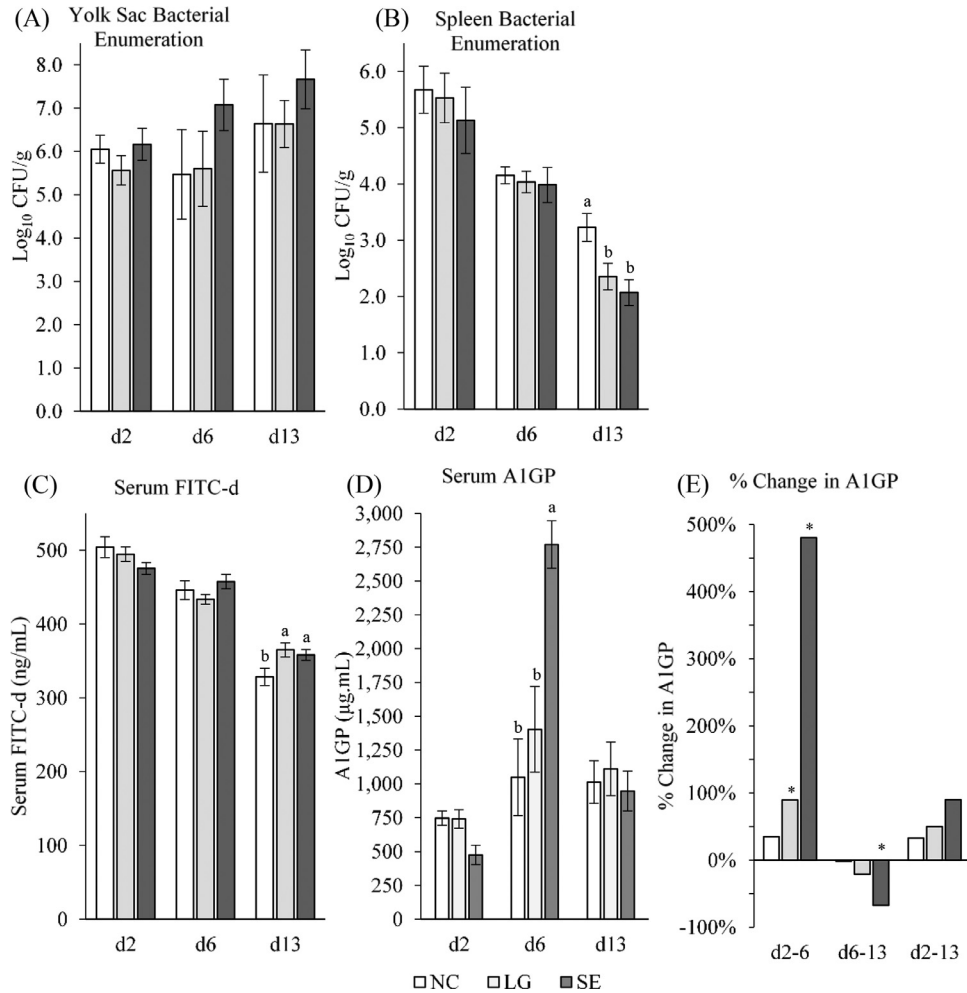 (A) Yolk Sac Bacterial
Enumeration
Log10 CFU/g
8.0
7.0
6.0
5.0
4.0
3.0
2.0
1.0
0.0
d2 d6 d13
(B) Spleen Bacterial
Enumeration
Log10 CFU/g
6.0
5.0
4.0
3.0
2.0
1.0
0.0
a
b b
d2 d6 d13
(C) Serum FITC-d
Serum FITC-d (ng/mL)
500
400
300
200
100
0
b a a
d2 d6 d13
(D) Serum A1GP
A1GP (µg.mL)
3,000
2,750
2,500
2,250
2,000
1,750
1,500
1,250
1,000
750
500
250
0
b b a
d2 d6 d13
NC LG SE
(E) % Change in A1GP
% Change in A1GP
500%
400%
300%
200%
100%
0%
-100%
* * *
d2-6 d6-13 d2-13